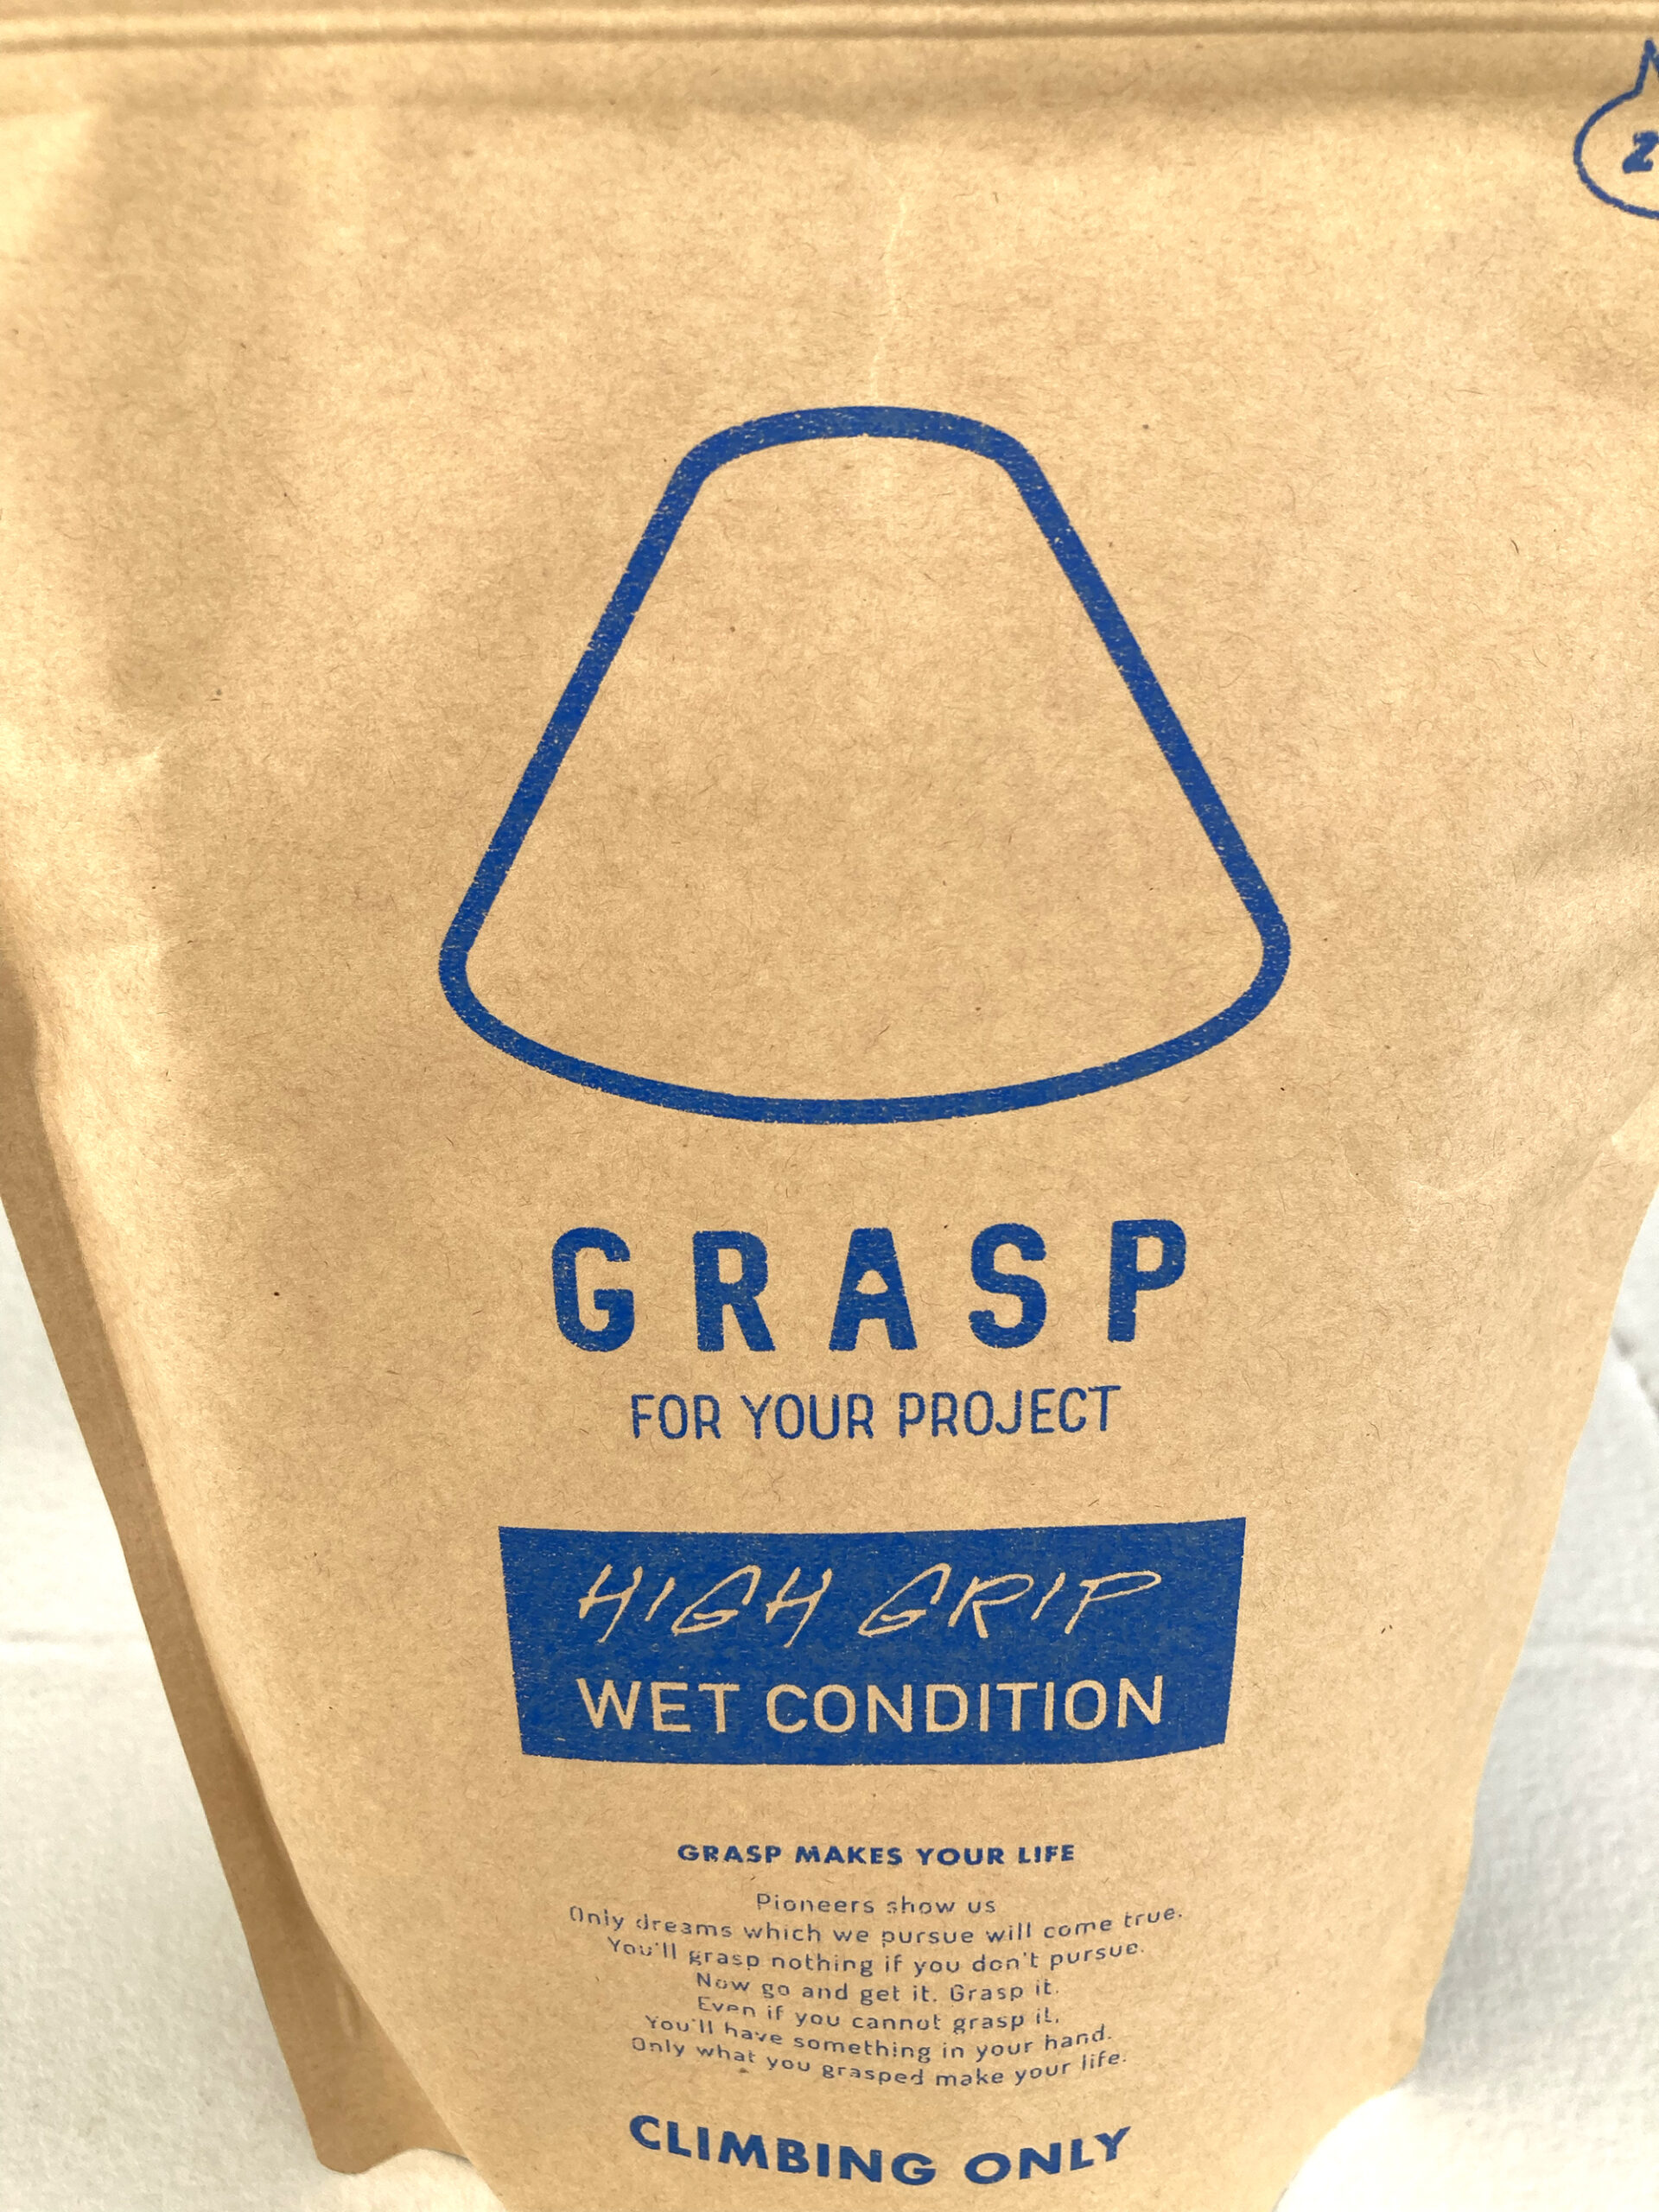 GRASP
FOR YOUR PROJECT
HIGH GRIP
WET CONDITION
GRASP MAKES YOUR LIFE
Pioneers show us
Only dreams which we pursue will come true.
You'll grasp nothing if you don't pursue.
Now go and get it. Grasp it.
Even if you cannot grasp it,
You'll have something in your hand.
Only what you grasped make your life.
CLIMBING ONLY